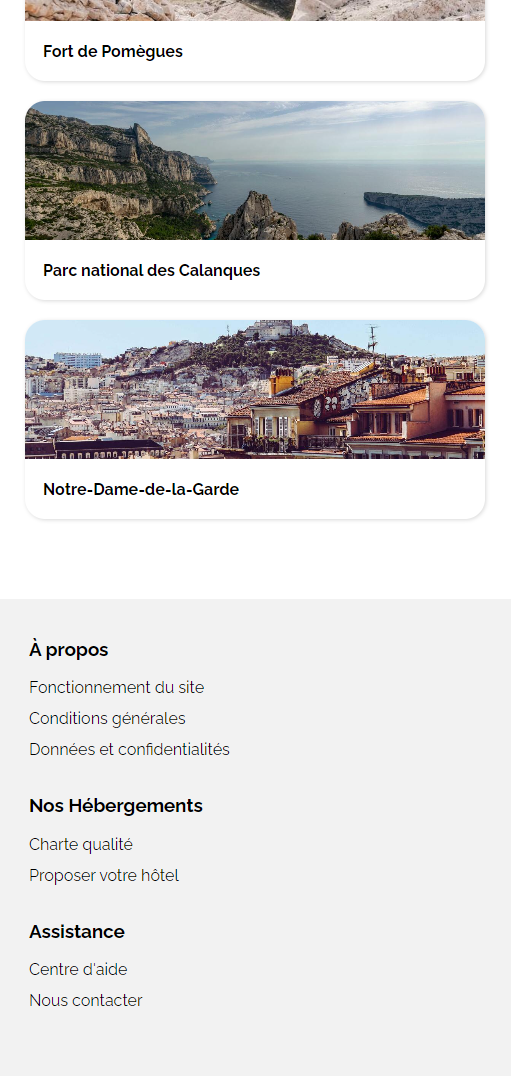 Fort de Pomègues
Parc national des Calanques
Notre-Dame-de-la-Garde
À propos
Fonctionnement du site
Conditions générales
Données et confidentialités
Nos Hébergements
Charte qualité
Proposer votre hôtel
Assistance
Centre d'aide
Nous contacter